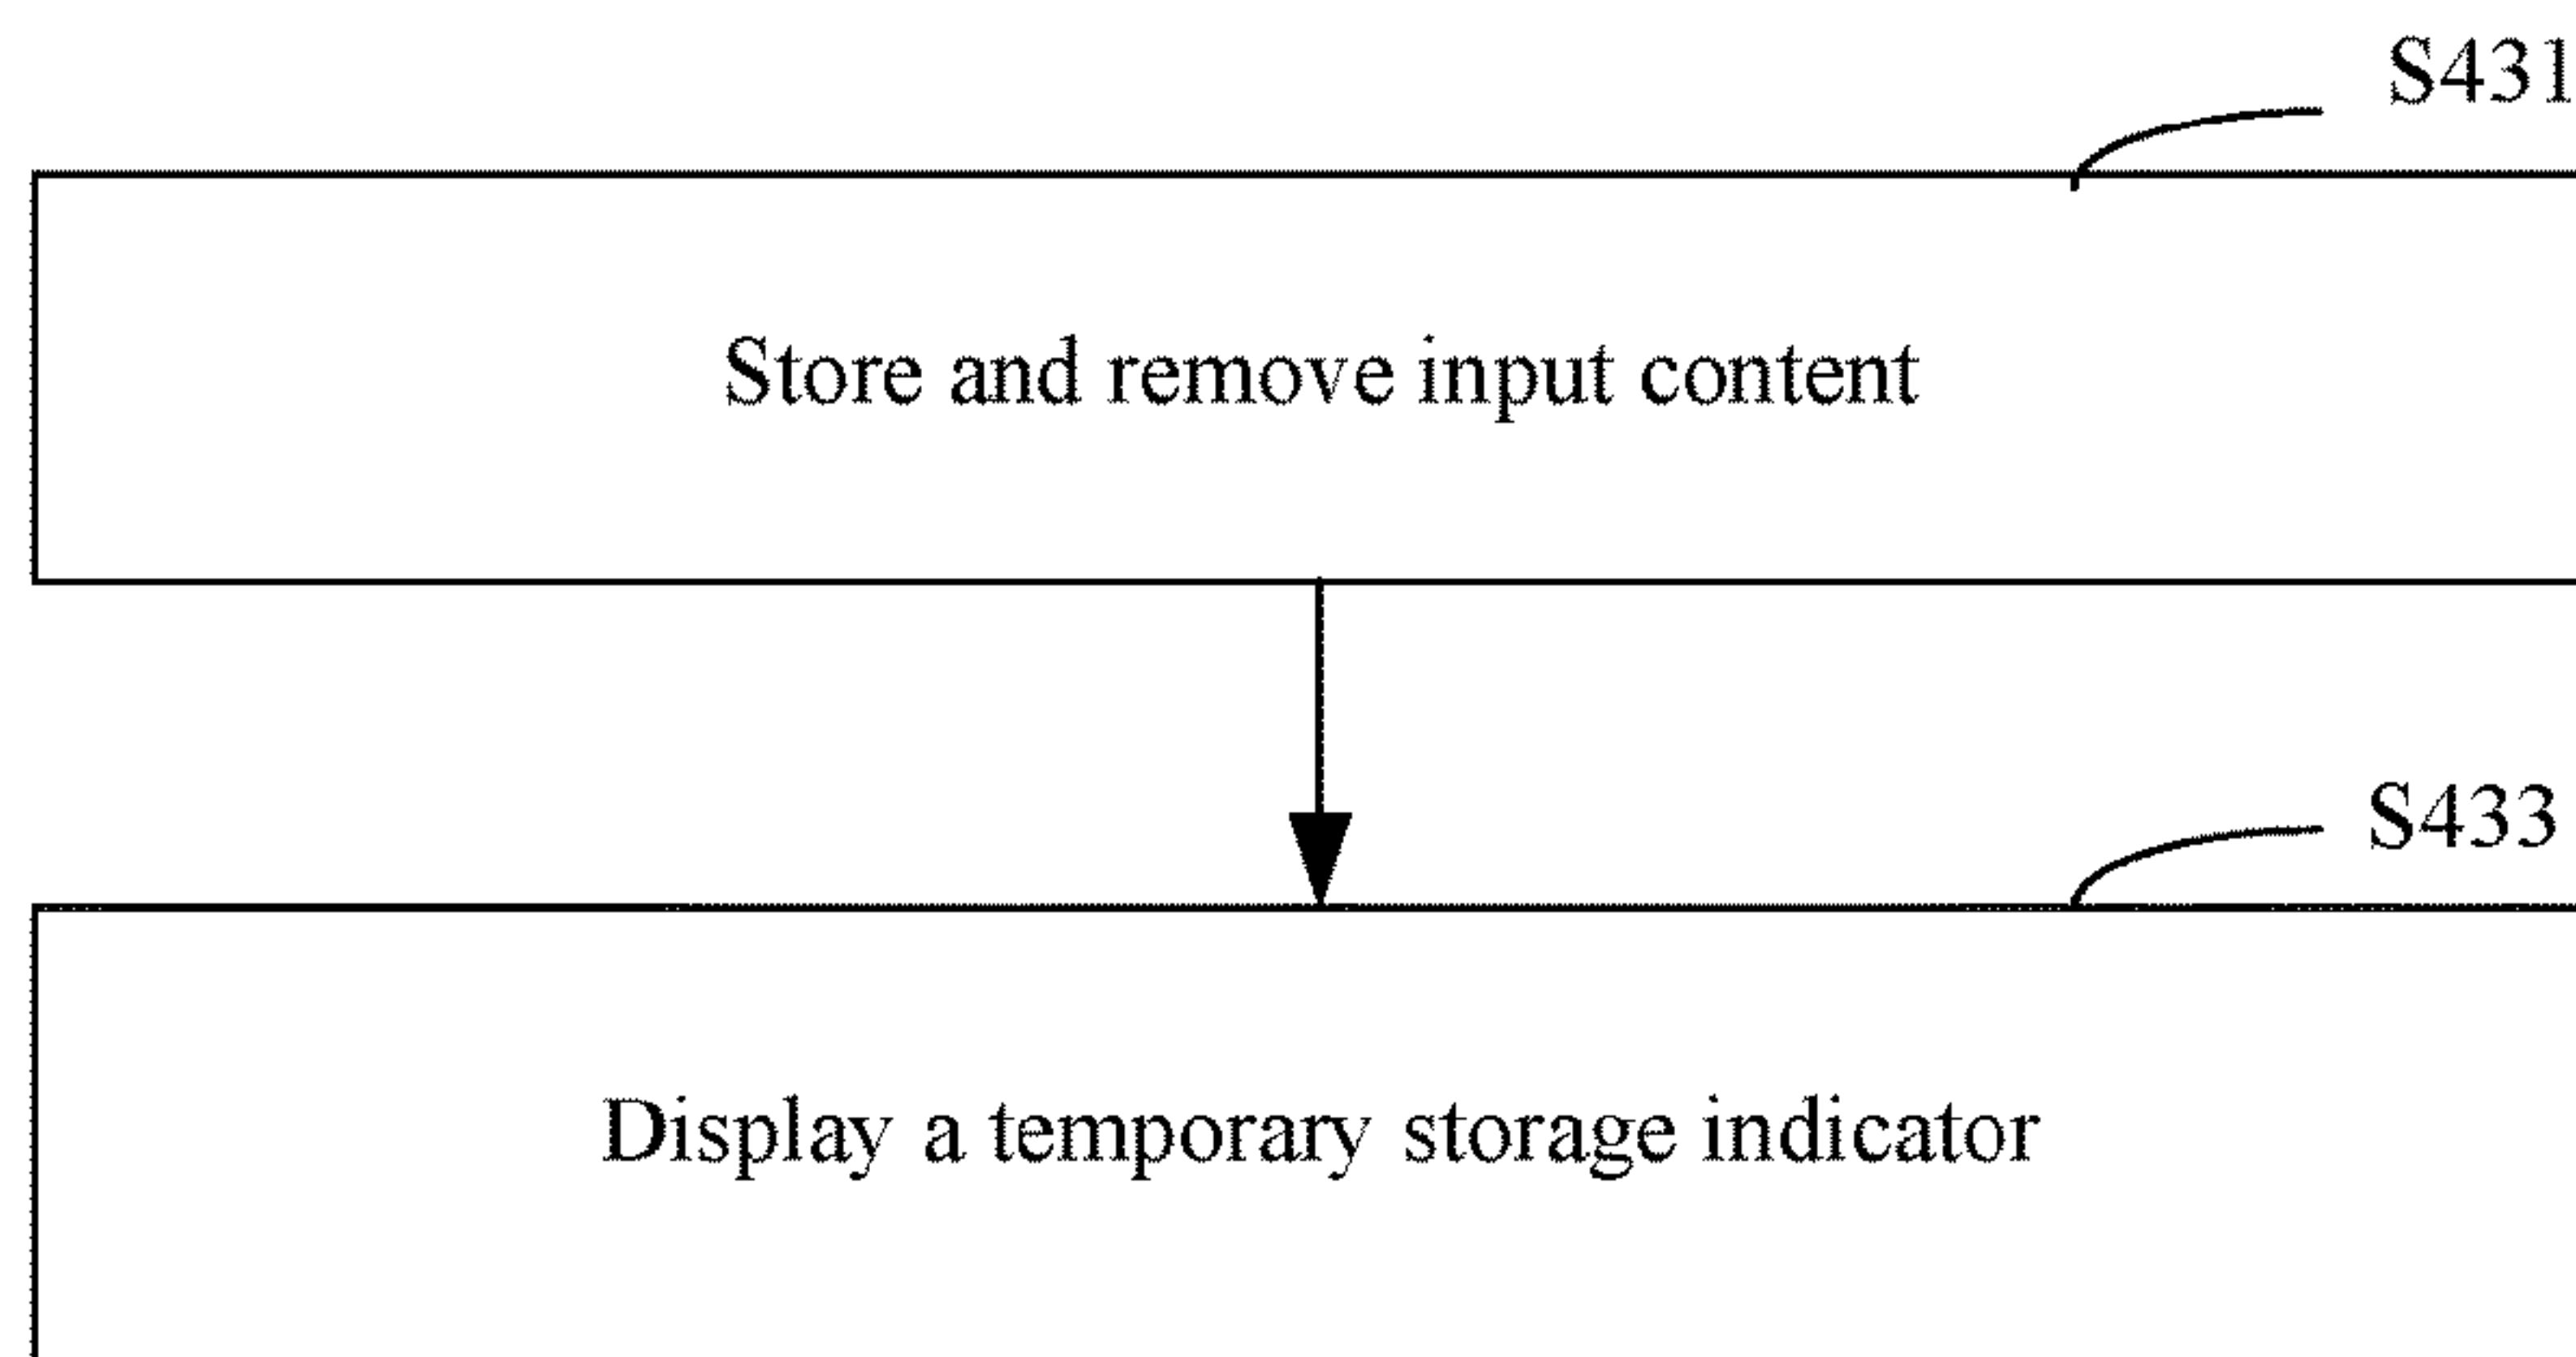 S431
Store and remove input content
S433
Display a temporary storage indicator